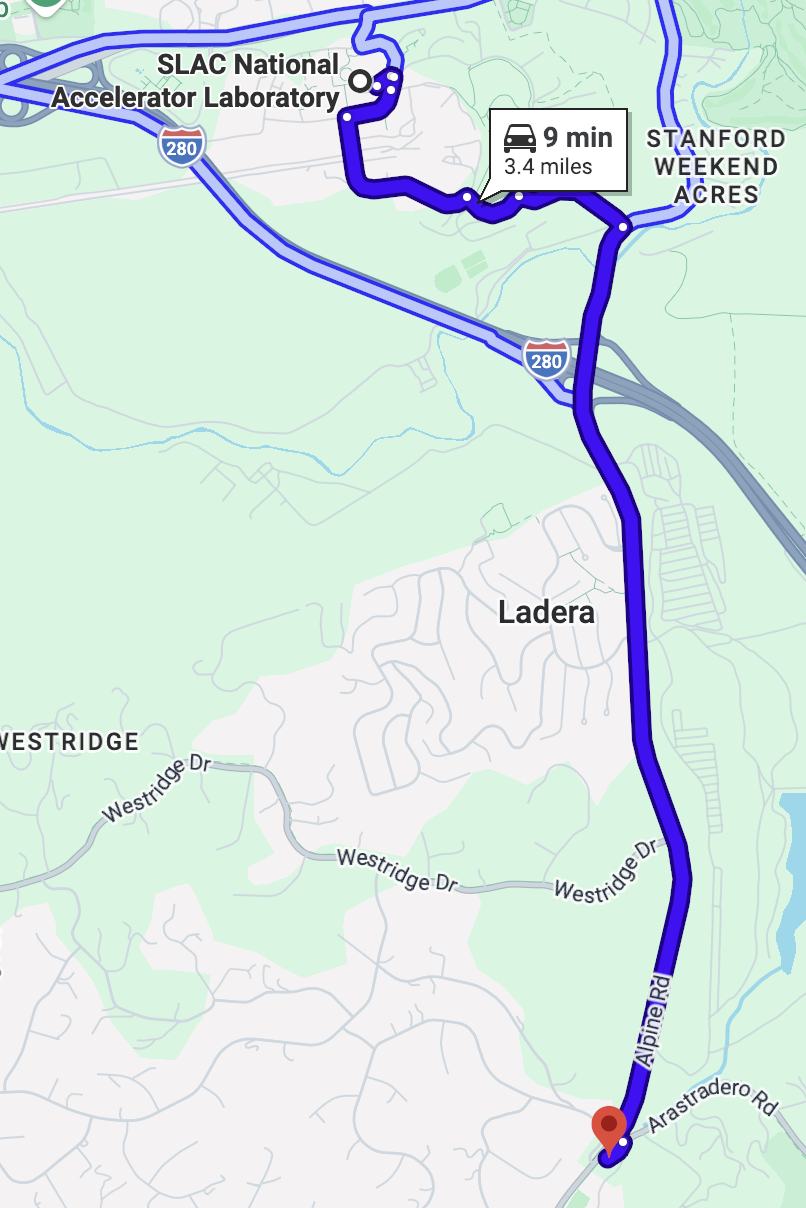 SLAC National
Accelerator Laboratory
280
9 min
3.4 miles
STANFORD
WEEKEND
ACRES
280
Ladera
WESTRIDGE
Westridge Dr
Westridge Dr
Westridge Dr
Alpine Rd
Arastradero Rd